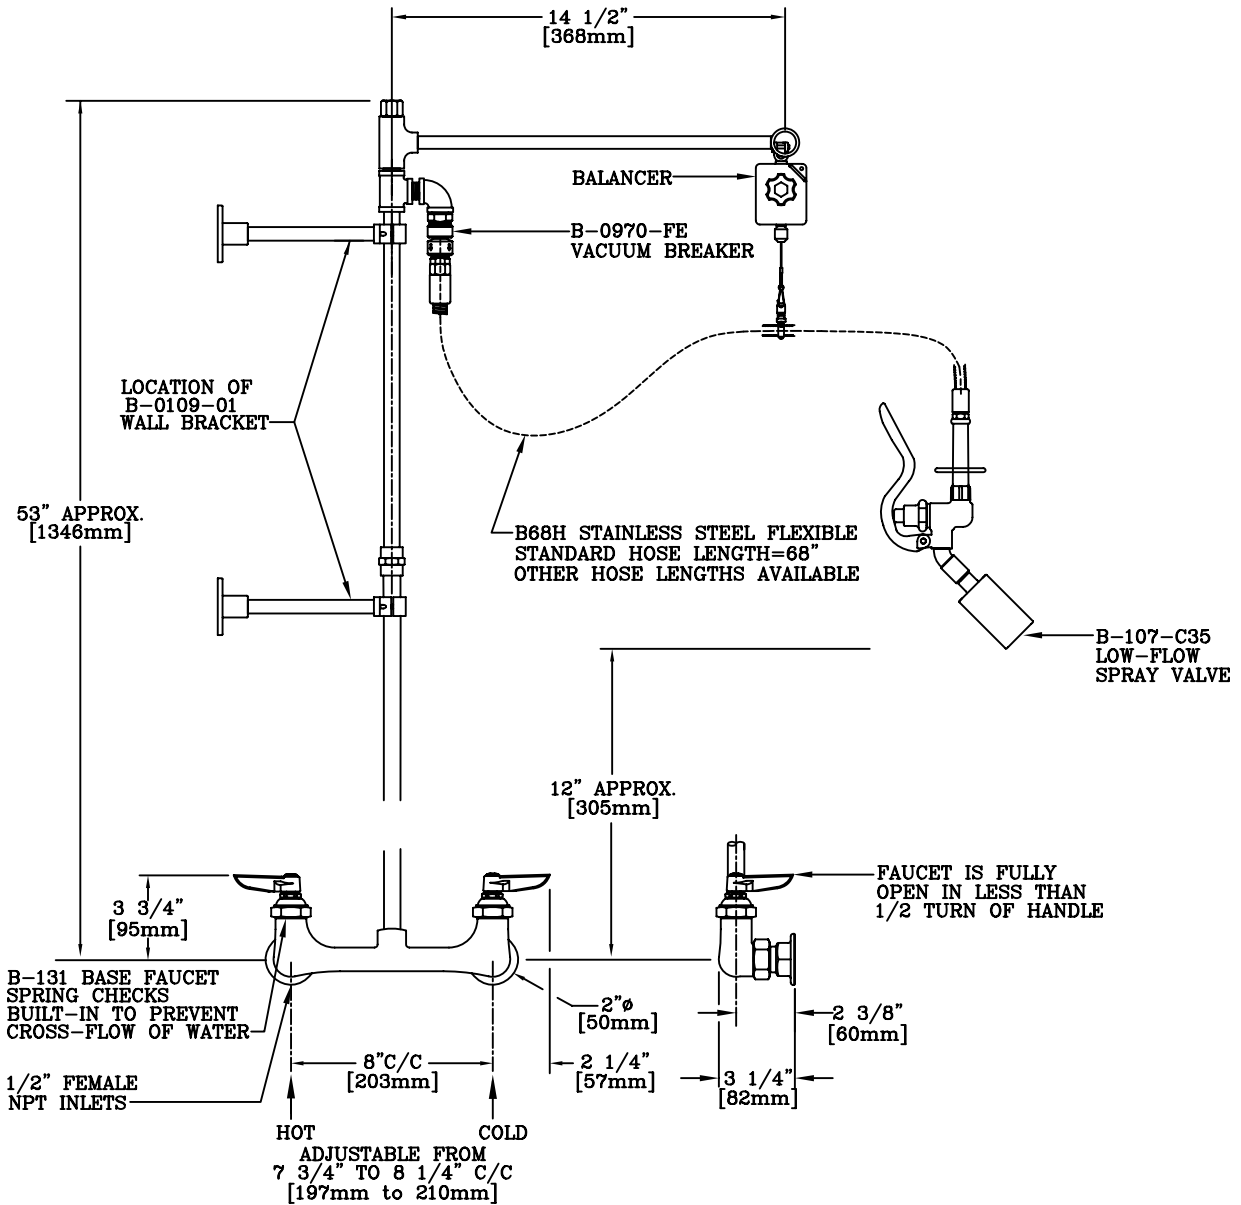 14 1/2"
[368mm]
BALANCER
B-0970-FE
VACUUM BREAKER
LOCATION OF
B-0109-01
WALL BRACKET
53" APPROX.
[1346mm]
B68H STAINLESS STEEL FLEXIBLE
STANDARD HOSE LENGTH=68"
OTHER HOSE LENGTHS AVAILABLE
B-107-C35
LOW-FLOW
SPRAY VALVE
12" APPROX.
[305mm]
FAUCET IS FULLY
OPEN IN LESS THAN
1/2 TURN OF HANDLE
3 3/4"
[95mm]
B-131 BASE FAUCET
SPRING CHECKS
BUILT-IN TO PREVENT
CROSS-FLOW OF WATER
2"ø
[50mm]
2 3/8"
[60mm]
8"C/C
[203mm]
2 1/4"
[57mm]
3 1/4"
[82mm]
1/2" FEMALE
NPT INLETS
HOT COLD
ADJUSTABLE FROM
7 3/4" TO 8 1/4" C/C
[197mm to 210mm]